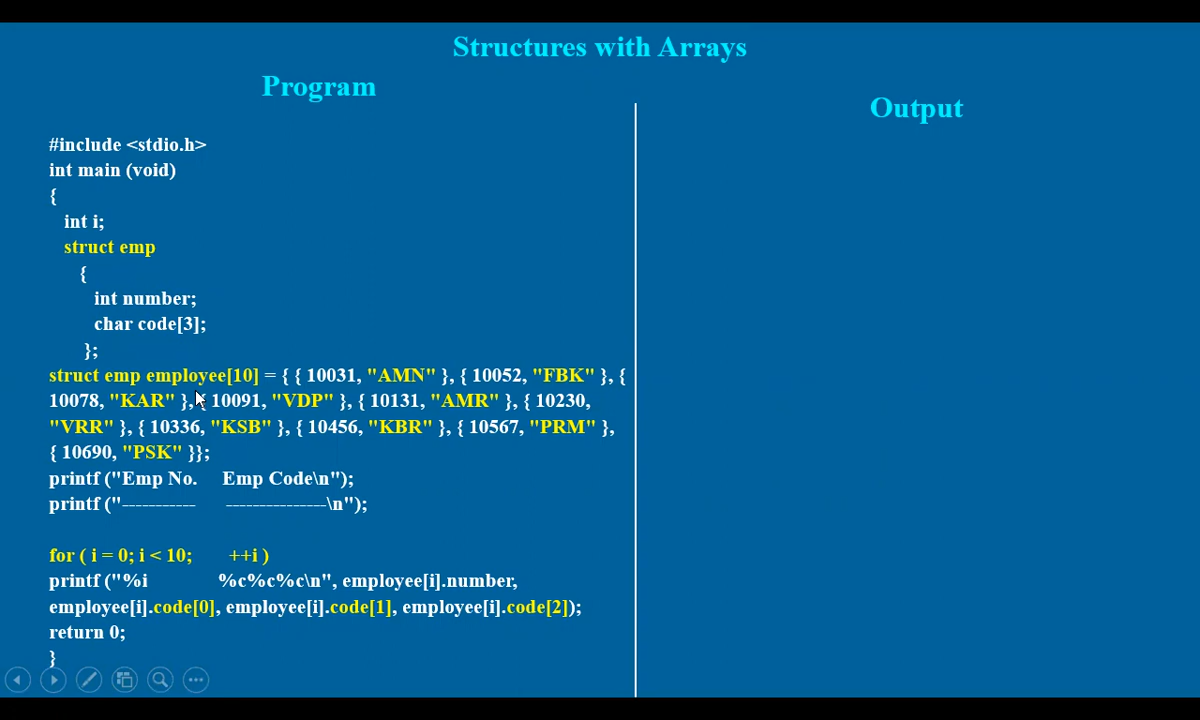 Structures with Arrays
Program
Output
#include <stdio.h>
int main (void)
{
int i;
struct emp
{
int number;
char code[3];
};
struct emp employee[10] = { { 10031, "AMN" }, { 10052, "FBK" }, {
10078, "KAR" }, { 10091, "VDP" }, { 10131, "AMR" }, { 10230,
"VRR" }, { 10336, "KSB" }, { 10456, "KBR" }, { 10567, "PRM" },
{ 10690, "PSK" }};
printf ("Emp No. Emp Code\n");
printf ("----------- ---------------\n");
for ( i = 0; i < 10; ++i )
printf ("%i %c%c%c\n", employee[i].number,
employee[i].code[0], employee[i].code[1], employee[i].code[2]);
return 0;
}